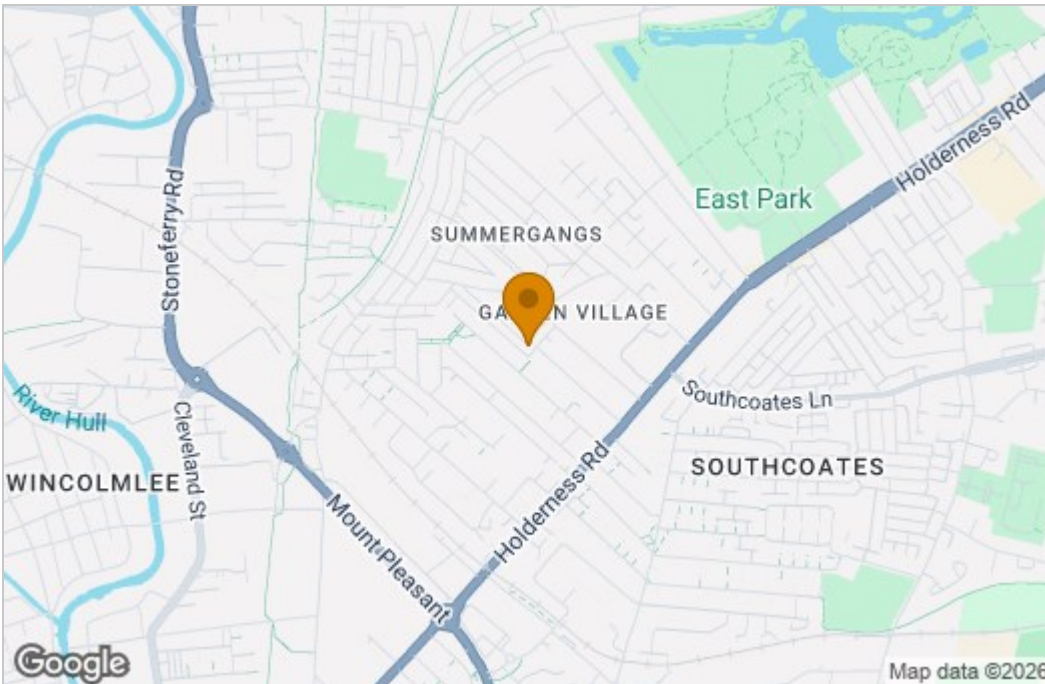 Holderness Rd
East Park
Stoneferry Rd
SUMMERGANGS
GARDEN VILLAGE
Southcoates Ln
River Hull
Cleveland St
SOUTHCOATES
WINCOLMLEE
Holderness Rd
Mount Pleasant
Google
Map data ©2026